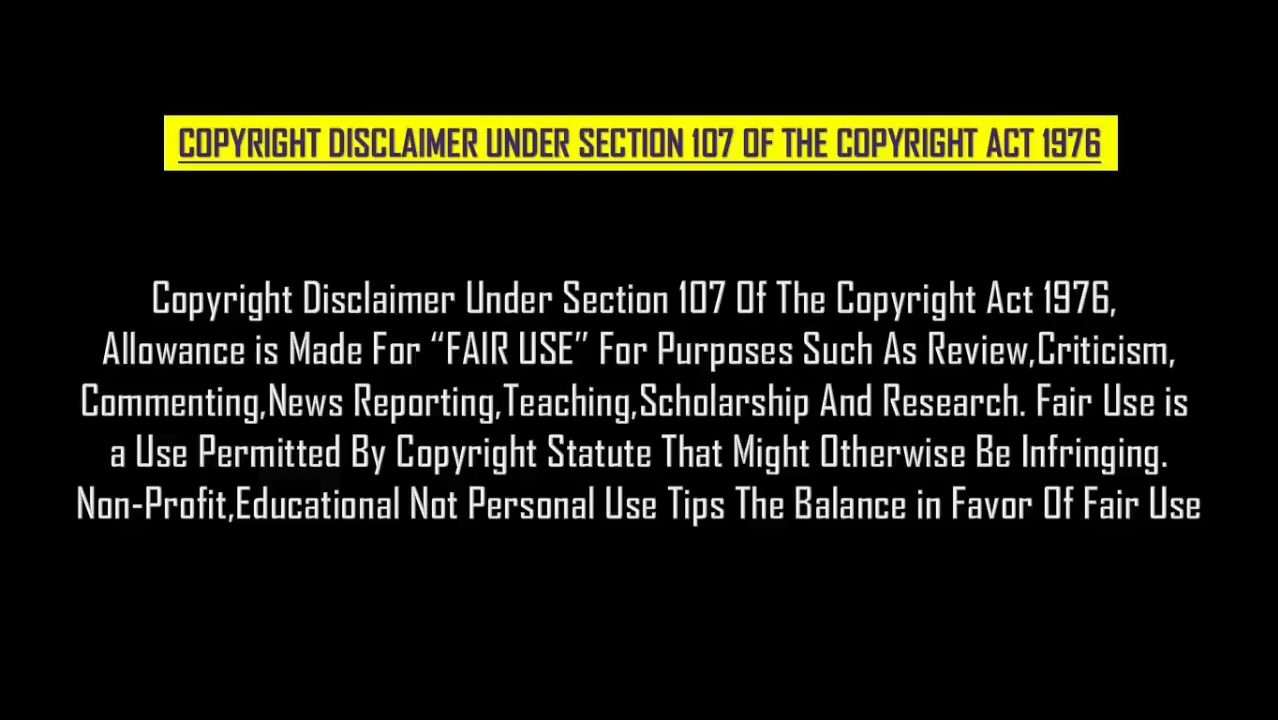 COPYRIGHT DISCLAIMER UNDER SECTION 107 OF THE COPYRIGHT ACT 1976
Copyright Disclaimer Under Section 107 Of The Copyright Act 1976,
Allowance is Made For “FAIR USE” For Purposes Such As Review,Criticism,
Commenting,News Reporting,Teaching,Scholarship And Research. Fair Use is
a Use Permitted By Copyright Statute That Might Otherwise Be Infringing.
Non-Profit,Educational Not Personal Use Tips The Balance in Favor Of Fair Use